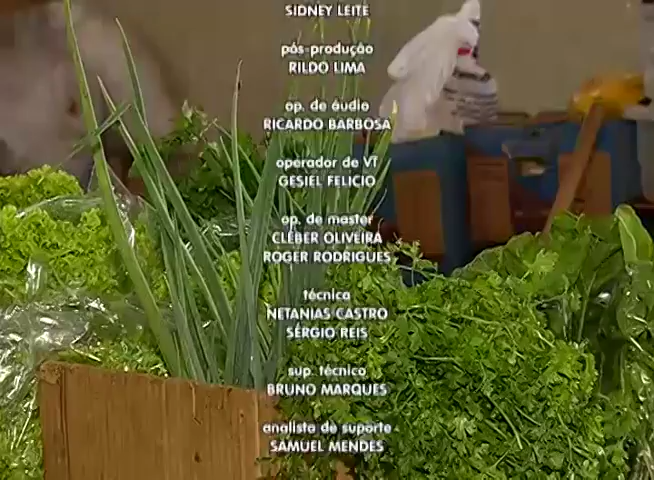 SIDNEY LEITE
pós-produção
RILDO LIMA
op. de áudio
RICARDO BARBOSA
operador de VT
GESIEL FELICIO
op. de master
CLÉBER OLIVEIRA
ROGER RODRIGUES
técnica
NETANIAS CASTRO
SÉRGIO REIS
sup. técnico
BRUNO MARQUES
analista de suporte
SAMUEL MENDES